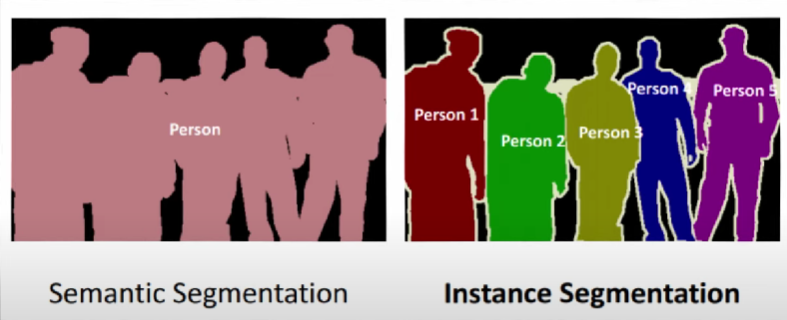 Person
Person 1
Person 2
Person 3
Person 4
Person 5
Semantic Segmentation
Instance Segmentation